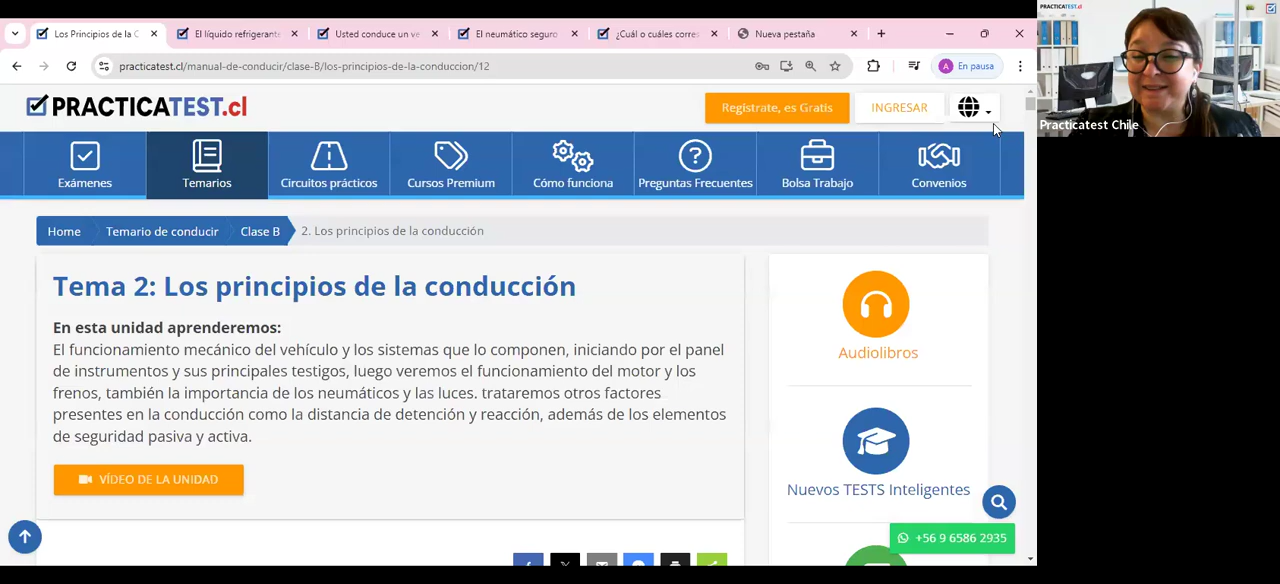 Los Principios de la C
El líquido refrigerante
Usted conduce un ve
El neumático seguro
¿Cuál o cuáles corres
Nueva pestaña
practicatest.cl/manual-de-conducir/clase-B/los-principios-de-la-conduccion/12
A En pausa
PRACTICATEST.cl
PRACTICATEST.cl
Regístrate, es Gratis
INGRESAR
Practicatest Chile
Exámenes
Temarios
Circuitos prácticos
Cursos Premium
Cómo funciona
Preguntas Frecuentes
Bolsa Trabajo
Convenios
Home
Temario de conducir
Clase B
2. Los principios de la conducción
Tema 2: Los principios de la conducción
En esta unidad aprenderemos:
El funcionamiento mecánico del vehículo y los sistemas que lo componen, iniciando por el panel
de instrumentos y sus principales testigos, luego veremos el funcionamiento del motor y los
frenos, también la importancia de los neumáticos y las luces. trataremos otros factores
presentes en la conducción como la distancia de detención y reacción, además de los elementos
de seguridad pasiva y activa.
VÍDEO DE LA UNIDAD
Audiolibros
Nuevos TESTS Inteligentes
+56 9 6586 2935